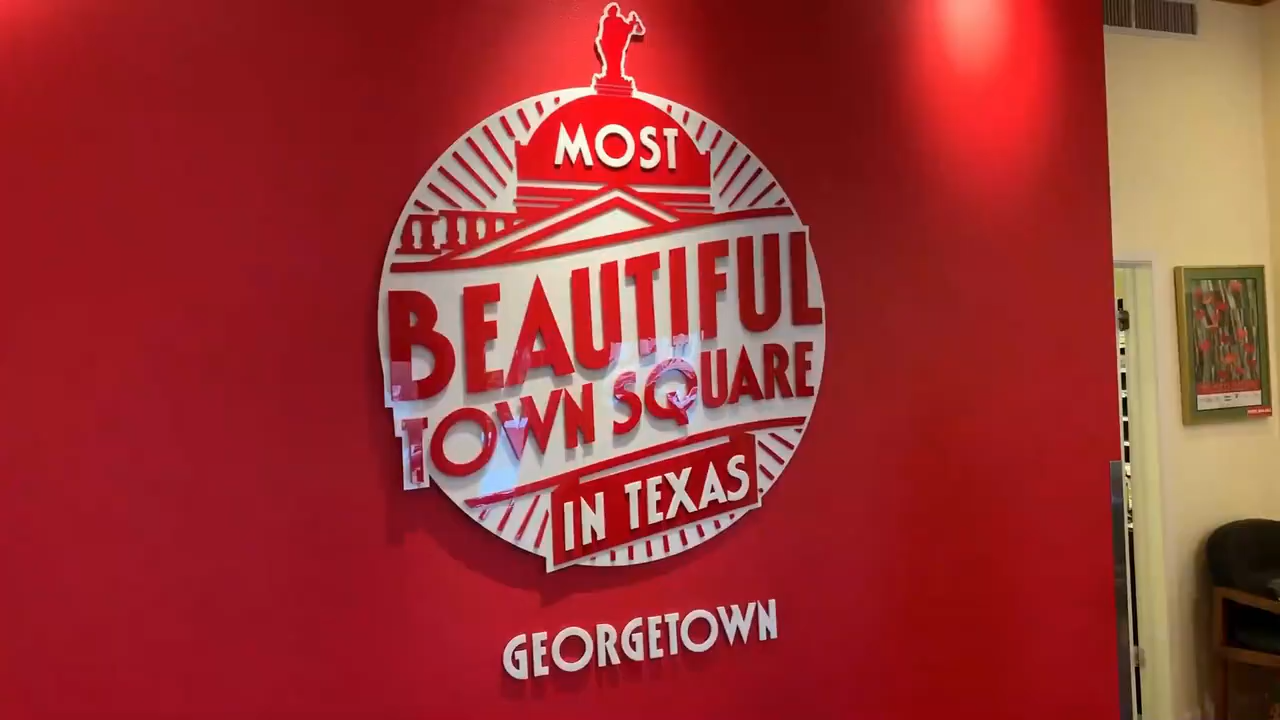 MOST
BEAUTIFUL
TOWN SQUARE
IN TEXAS
GEORGETOWN